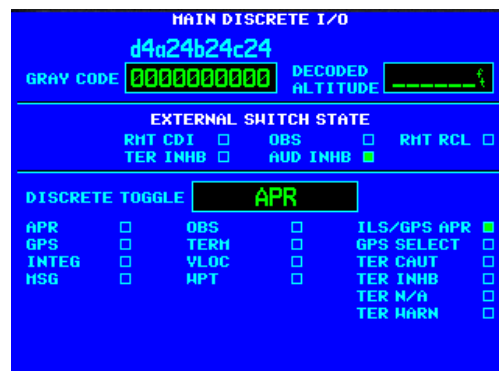 MAIN DISCRETE I/O
d4a24b24c24
GRAY CODE 0000000000 DECODED ALTITUDE ______ft
EXTERNAL SWITCH STATE
RMT CDI OBS RMT RCL
TER INHB AUD INHB
DISCRETE TOGGLE APR
APR OBS ILS/GPS APR
GPS TERM GPS SELECT
INTEG VLOC TER CAUT
MSG WPT TER INHB
TER N/A
TER WARN